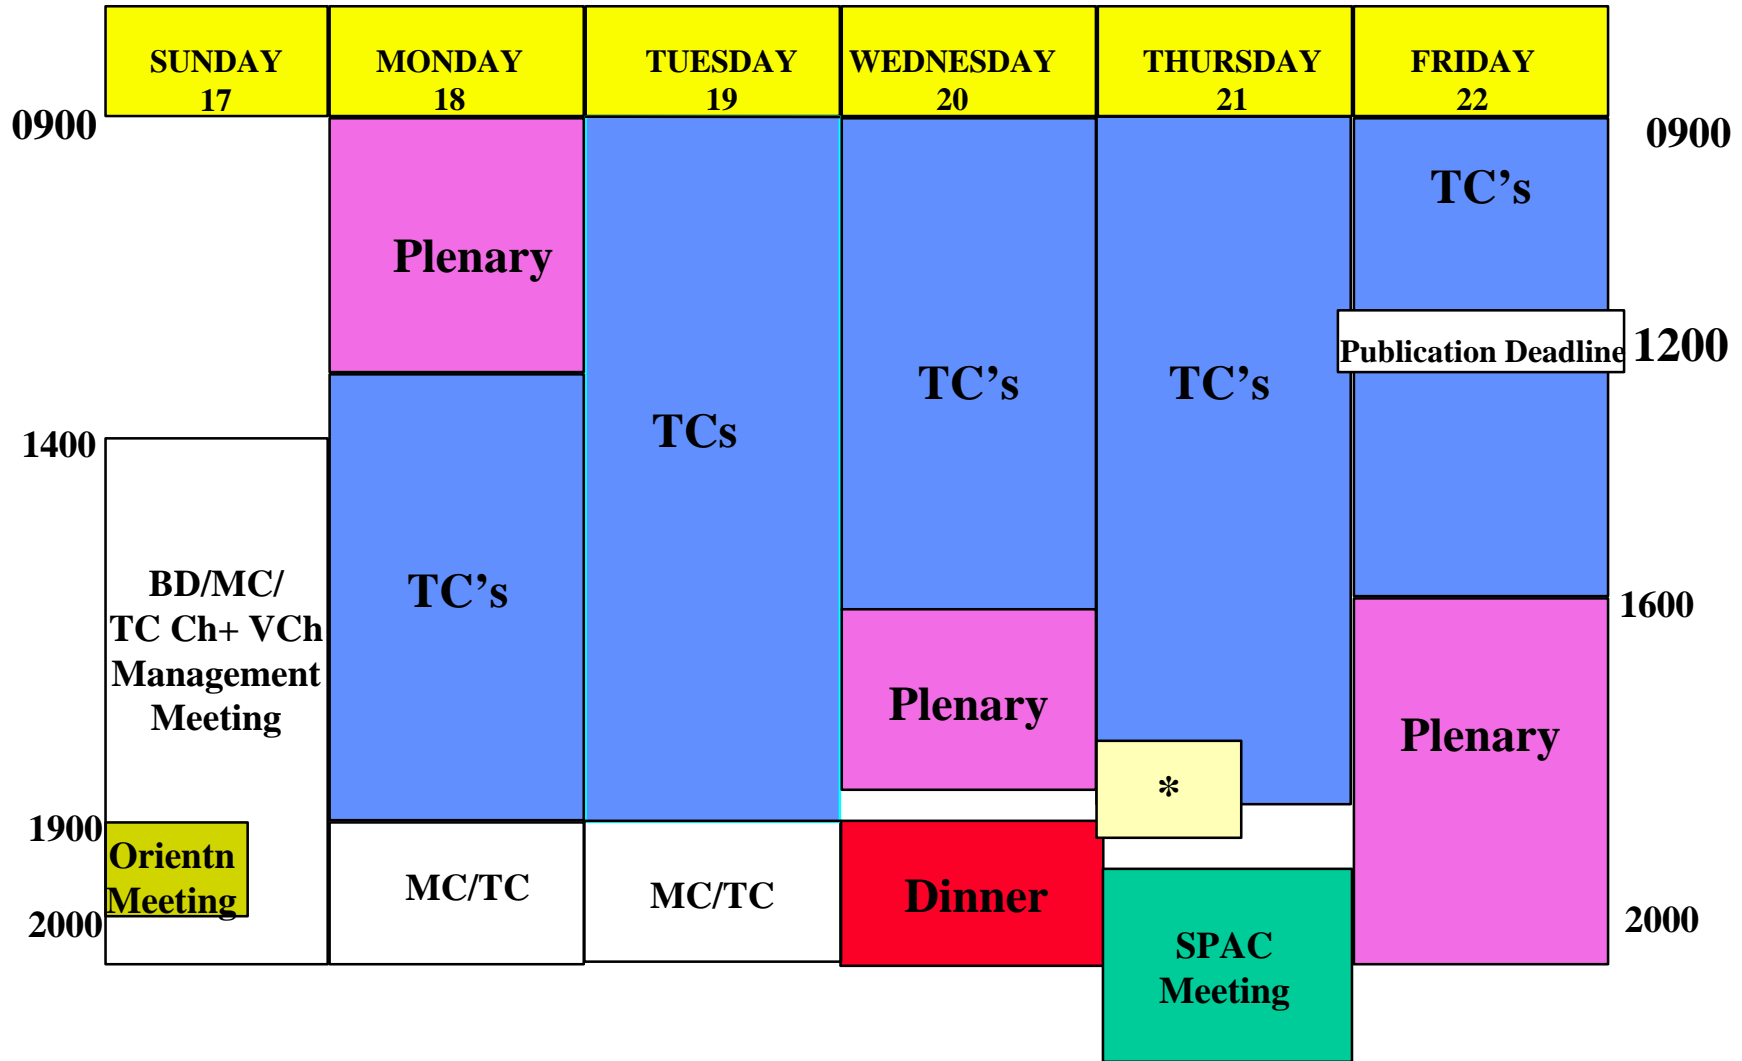 SUNDAY
17
MONDAY
18
TUESDAY
19
WEDNESDAY
20
THURSDAY
21
FRIDAY
22
0900
0900
Plenary
TC’s
TC’s
TC’s
TC’s
TCs
Publication Deadline
1200
1400
BD/MC/
TC Ch+ VCh
Management
Meeting
TC’s
1600
Plenary
Plenary
*
1900
Orientn
Meeting
2000
MC/TC
MC/TC
Dinner
SPAC
Meeting
2000